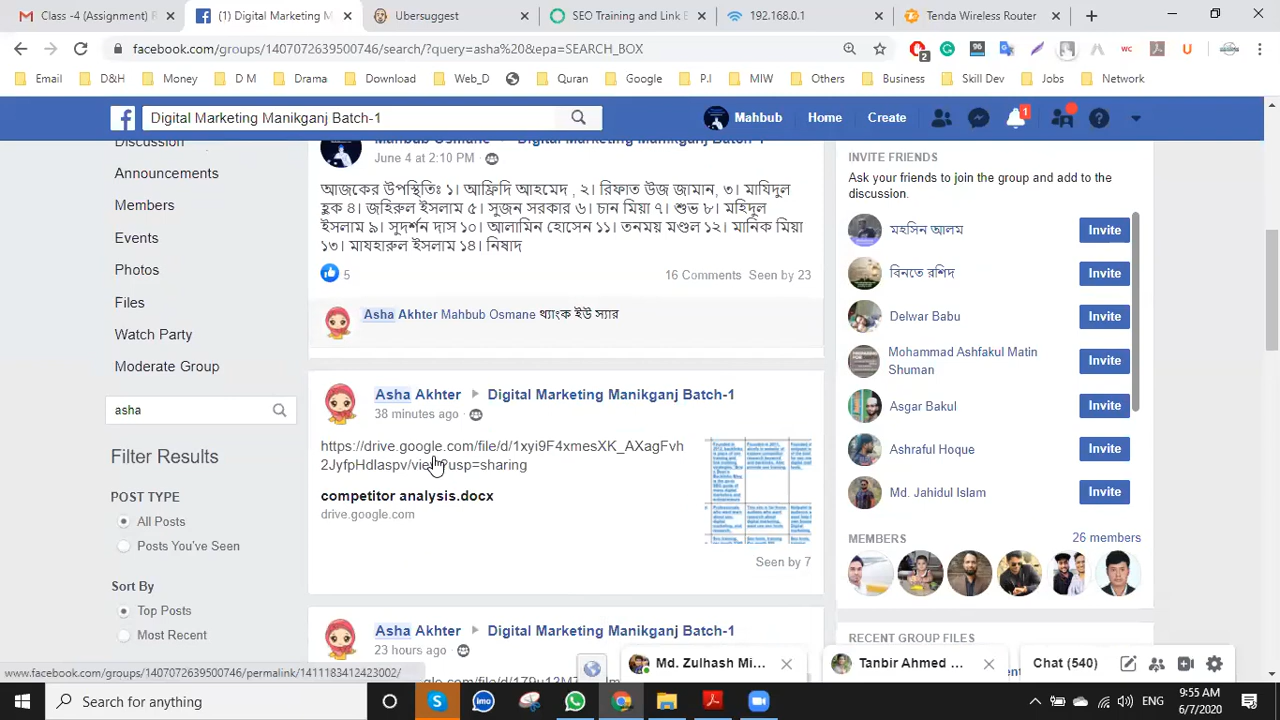 Class -4 (Assignment)
(1) Digital Marketing M
Ubersuggest
SEO Training and Link B
192.168.0.1
Tenda Wireless Router
facebook.com/groups/1407072639500746/search/?query=asha%20&epa=SEARCH_BOX
Email
D&H
Money
D M
Drama
Download
Web_D
Quran
Google
P.I
MIW
Others
Business
Skill Dev
Jobs
Network
Digital Marketing Manikganj Batch-1
Mahbub
Home
Create
1
Discussion
Announcements
Members
Events
Photos
Files
Watch Party
Moderate Group
asha
Filter Results
POST TYPE
All Posts
Posts You've Seen
Sort By
Top Posts
Most Recent
Mahbub Osmane Digital Marketing Manikganj Batch-1
June 4 at 2:10 PM
আজকের উপস্থিতিঃ ১। আফ্রিদি আহমেদ , ২। রিফাত উজ জামান, ৩। মাযিদুল
হক ৪। জহিরুল ইসলাম ৫। সুজন সরকার ৬। চান মিয়া ৭। শুভ ৮। মহিদুল
ইসলাম ৯। সুদর্শন দাস ১০। আলামিন হোসেন ১১। তনময় মণ্ডল ১২। মানিক মিয়া
১৩। মাযহারুল ইসলাম ১৪। নিষাদ
5
16 Comments Seen by 23
Asha Akhter Mahbub Osmane থ্যাংক ইউ স্যার
Asha Akhter Digital Marketing Manikganj Batch-1
38 minutes ago
https://drive.google.com/file/d/1xyi9F4xmesXK_AXagFvh
competitor analysis.docx
drive.google.com
Seen by 7
Asha Akhter Digital Marketing Manikganj Batch-1
23 hours ago
INVITE FRIENDS
Ask your friends to join the group and add to the
discussion.
মহসিন আলম
Invite
বিনতে রশিদ
Invite
Delwar Babu
Invite
Mohammad Ashfakul Matin
Shuman
Invite
Asgar Bakul
Invite
Ashraful Hoque
Invite
Md. Jahidul Islam
Invite
MEMBERS
26 members
RECENT GROUP FILES
Md. Zulhash Mi...
Tanbir Ahmed ...
Chat (540)
www.facebook.com/groups/1407072639500746/permalink/1411183412423002/
Type here
Search for anything
ENG
9:55 AM
6/7/2020